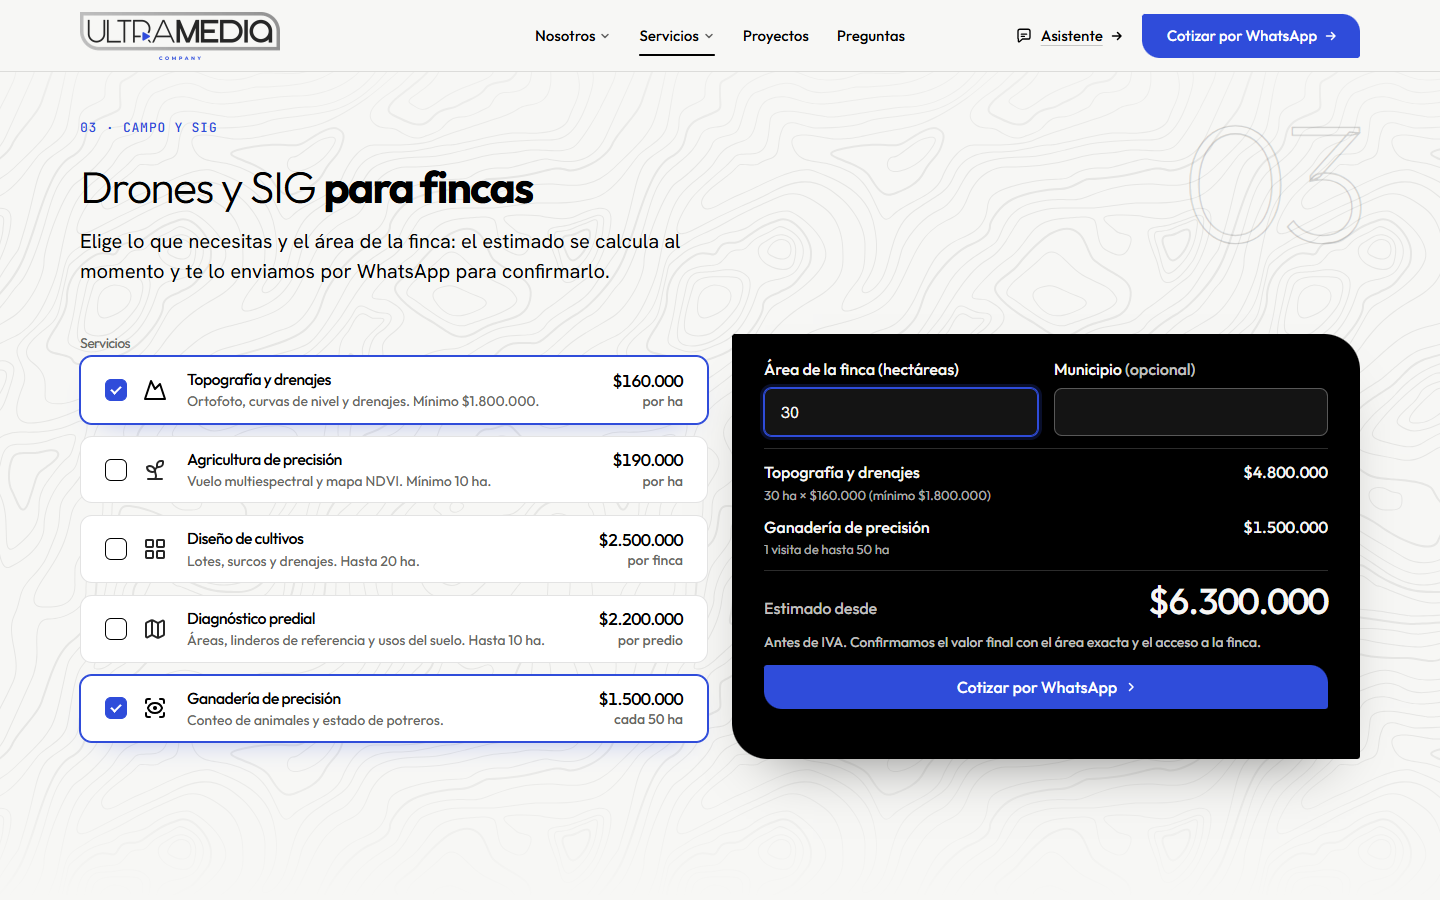 ULTRAMEDIA
COMPANY
Nosotros
Servicios
Proyectos
Preguntas
Asistente
Cotizar por WhatsApp
03 · CAMPO Y SIG
03
Drones y SIG para fincas
Elige lo que necesitas y el área de la finca: el estimado se calcula al
momento y te lo enviamos por WhatsApp para confirmarlo.
Servicios
Topografía y drenajes
Ortofoto, curvas de nivel y drenajes. Mínimo $1.800.000.
$160.000
por ha
Agricultura de precisión
Vuelo multiespectral y mapa NDVI. Mínimo 10 ha.
$190.000
por ha
Diseño de cultivos
Lotes, surcos y drenajes. Hasta 20 ha.
$2.500.000
por finca
Diagnóstico predial
Áreas, linderos de referencia y usos del suelo. Hasta 10 ha.
$2.200.000
por predio
Ganadería de precisión
Conteo de animales y estado de potreros.
$1.500.000
cada 50 ha
Área de la finca (hectáreas)
30
Municipio (opcional)
Topografía y drenajes
$4.800.000
30 ha × $160.000 (mínimo $1.800.000)
Ganadería de precisión
$1.500.000
1 visita de hasta 50 ha
Estimado desde
$6.300.000
Antes de IVA. Confirmamos el valor final con el área exacta y el acceso a la finca.
Cotizar por WhatsApp